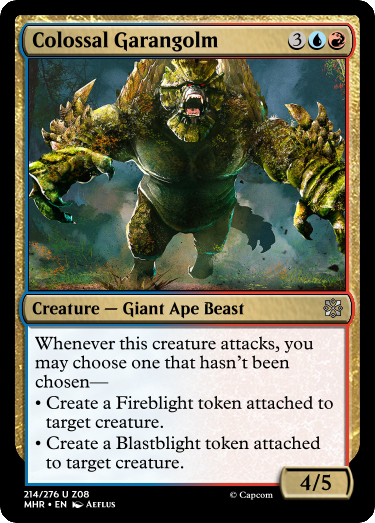 Colossal Garangolm 3
Creature — Giant Ape Beast
Whenever this creature attacks, you
may choose one that hasn't been
chosen—
• Create a Fireblight token attached to
target creature.
• Create a Blastblight token attached
to target creature.
4/5
214/276 U Z08
MHR • EN Aeflus
© Capcom